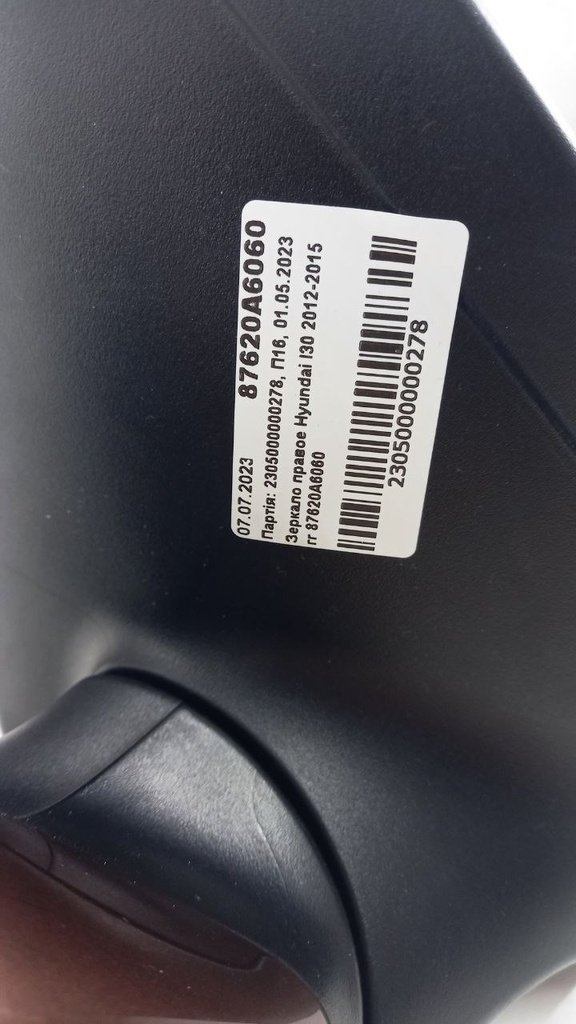 07.07.2023 87620A6060
Партія: 2305000000278, П16, 01.05.2023
Зеркало правое Hyundai I30 2012-2015
гг 87620A6060
2305000000278